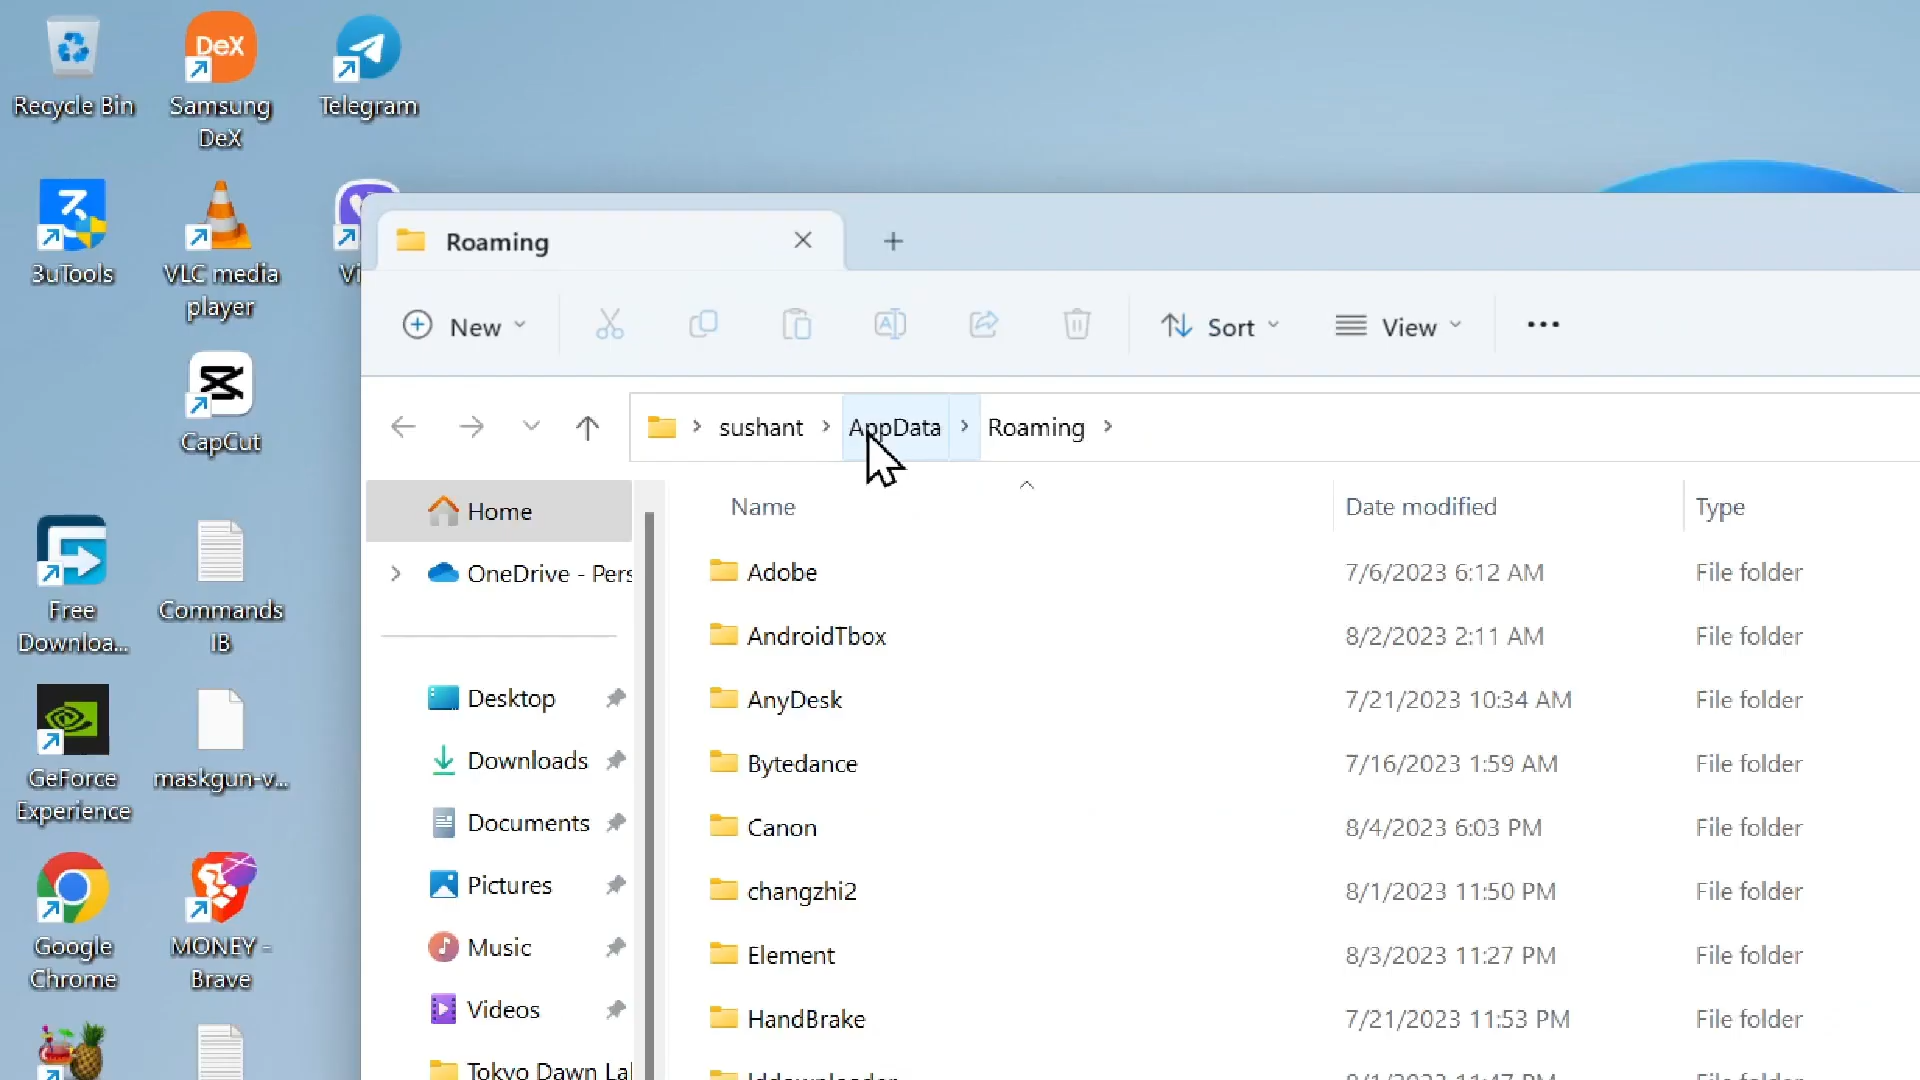 Recycle Bin
DeX
Samsung
DeX
Telegram
3uTools
VLC media
player
CapCut
Free
Downloa...
Commands
IB
GeForce
Experience
maskgun-v...
Google
Chrome
MONEY -
Brave
Roaming
New
Sort
View
sushant
AppData
Roaming
Name
Date modified
Type
Home
OneDrive - Pers
Desktop
Downloads
Documents
Pictures
Music
Videos
Tokyo Dawn Lal
Adobe
7/6/2023 6:12 AM
File folder
AndroidTbox
8/2/2023 2:11 AM
File folder
AnyDesk
7/21/2023 10:34 AM
File folder
Bytedance
7/16/2023 1:59 AM
File folder
Canon
8/4/2023 6:03 PM
File folder
changzhi2
8/1/2023 11:50 PM
File folder
Element
8/3/2023 11:27 PM
File folder
HandBrake
7/21/2023 11:53 PM
File folder